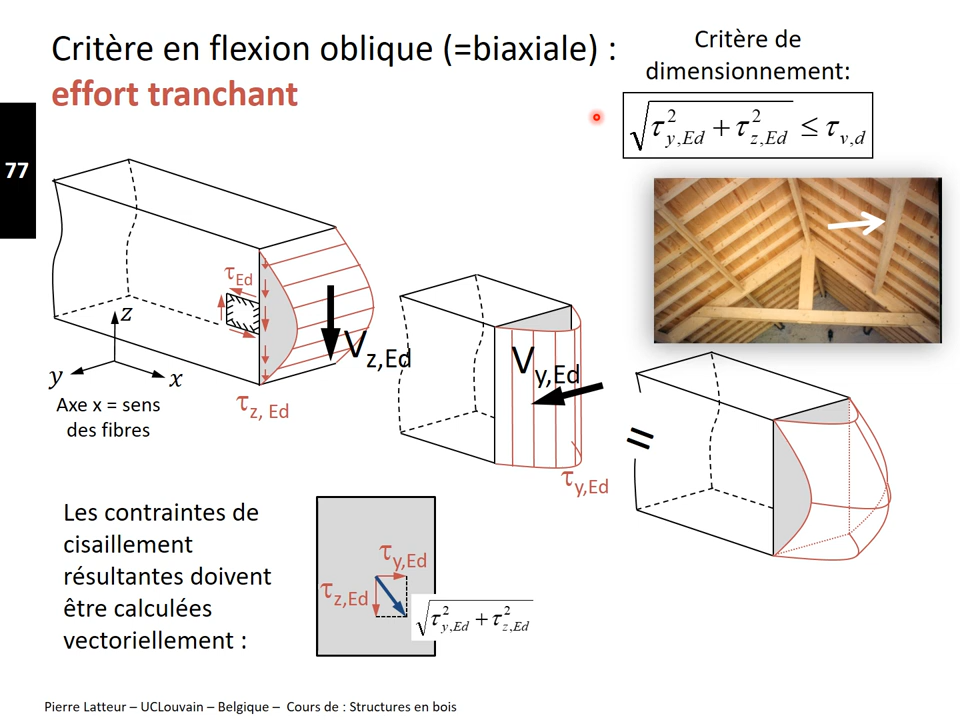 Critère en flexion oblique (=biaxiale) :
effort tranchant
Critère de
dimensionnement:
√(τ²y,Ed + τ²z,Ed) ≤ τv,d
77
τEd
Vz,Ed
z
y
x
Axe x = sens
des fibres
τz, Ed
Vy,Ed
τy,Ed
=
Les contraintes de
cisaillement
résultantes doivent
être calculées
vectoriellement :
τy,Ed
τz,Ed
√(τ²y,Ed + τ²z,Ed)
Pierre Latteur – UCLouvain – Belgique – Cours de : Structures en bois